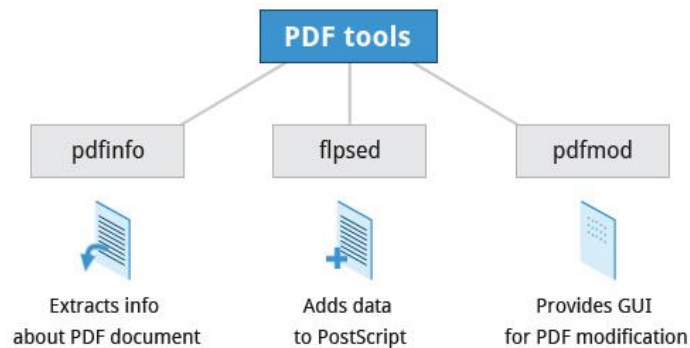 PDF tools
pdfinfo
flpsed
pdfmod
Extracts info
about PDF document
Adds data
to PostScript
Provides GUI
for PDF modification